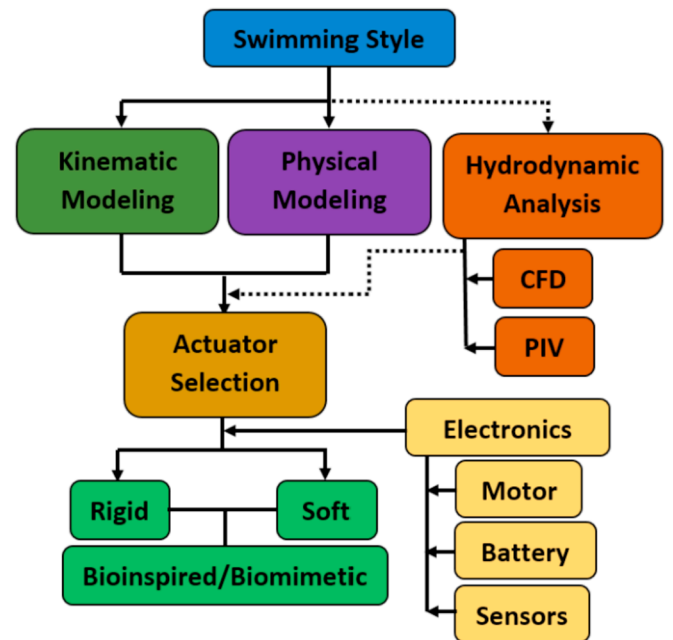 Swimming Style
Kinematic
Modeling
Physical
Modeling
Hydrodynamic
Analysis
CFD
PIV
Actuator
Selection
Electronics
Motor
Battery
Sensors
Rigid
Soft
Bioinspired/Biomimetic